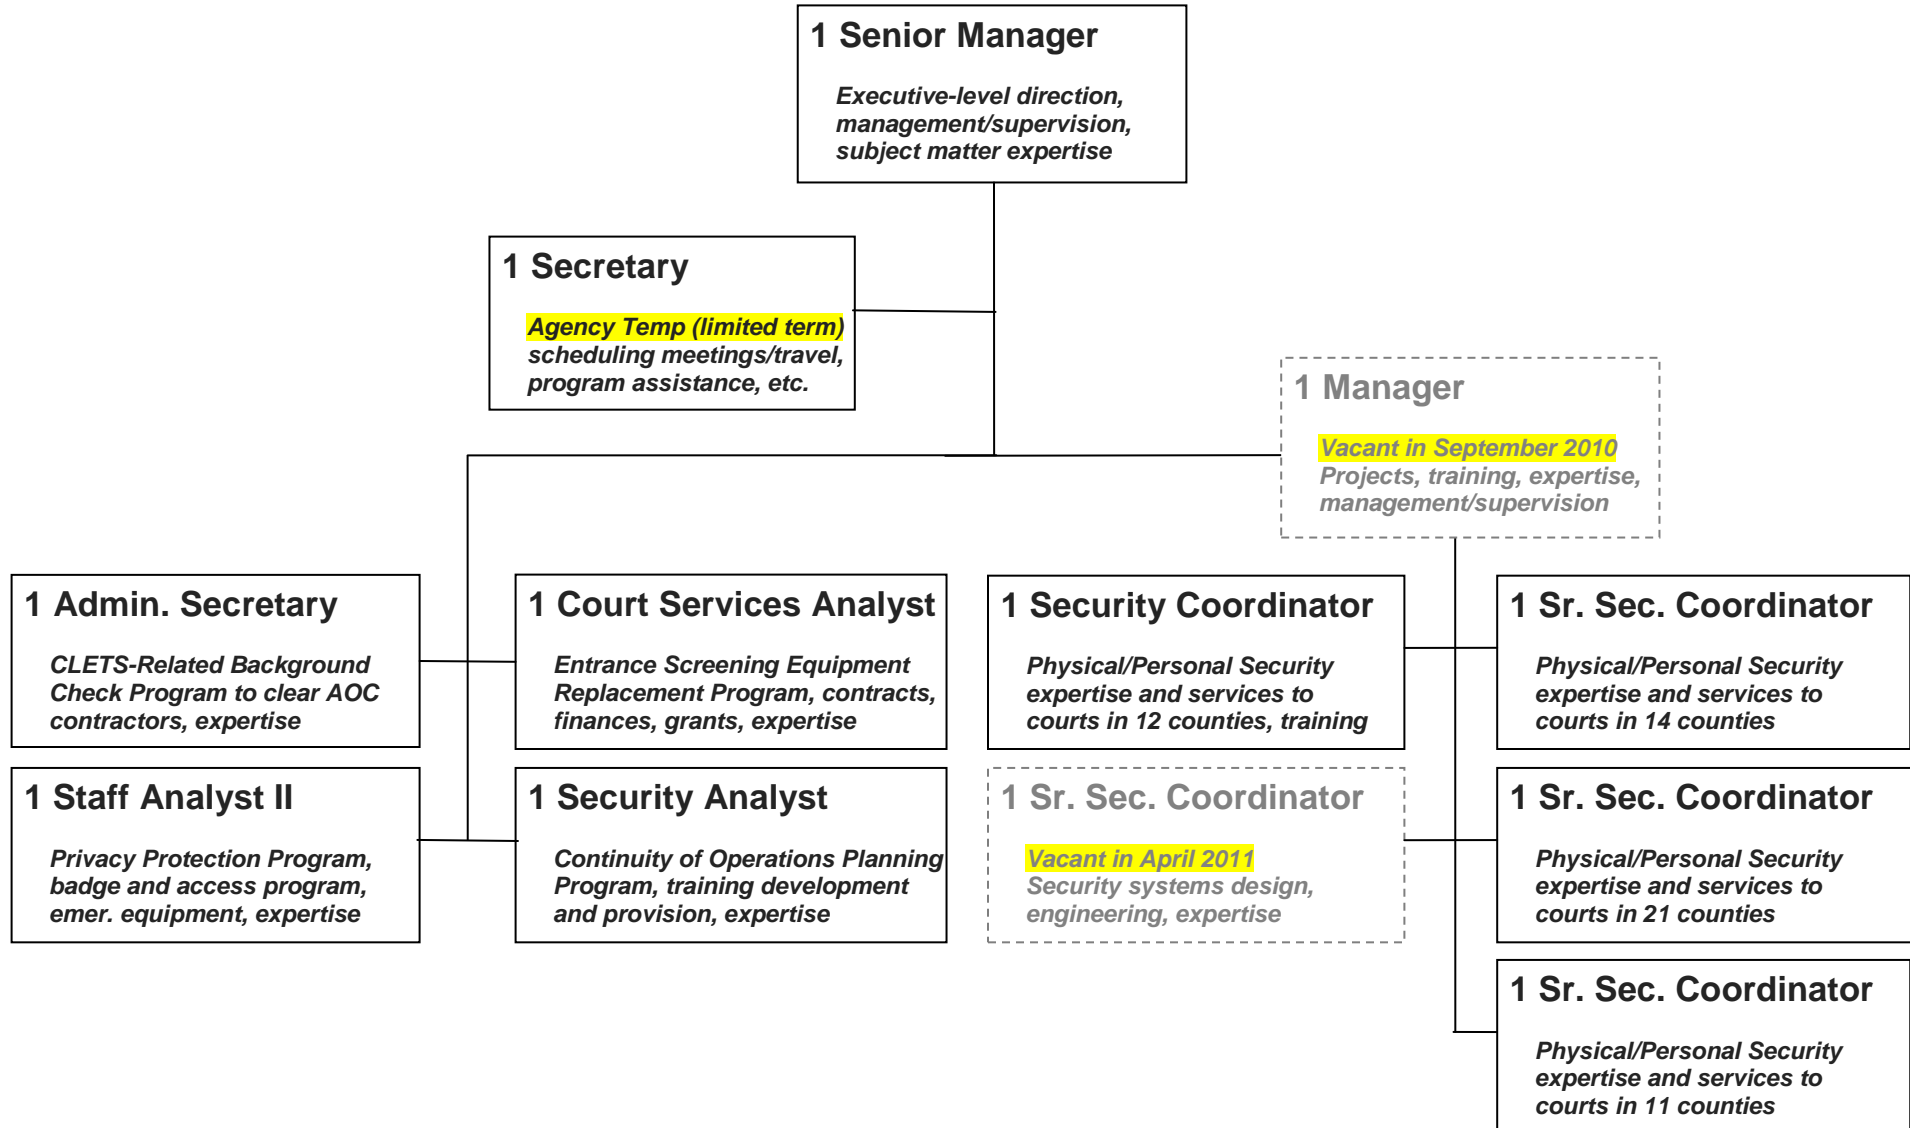 1 Senior Manager
Executive-level direction,
management/supervision,
subject matter expertise
1 Secretary
Agency Temp (limited term)
scheduling meetings/travel,
program assistance, etc.
1 Manager
Vacant in September 2010
Projects, training, expertise,
management/supervision
1 Admin. Secretary
CLETS-Related Background
Check Program to clear AOC
contractors, expertise
1 Court Services Analyst
Entrance Screening Equipment
Replacement Program, contracts,
finances, grants, expertise
1 Security Coordinator
Physical/Personal Security
expertise and services to
courts in 12 counties, training
1 Sr. Sec. Coordinator
Physical/Personal Security
expertise and services to
courts in 14 counties
1 Staff Analyst II
Privacy Protection Program,
badge and access program,
emer. equipment, expertise
1 Security Analyst
Continuity of Operations Planning
Program, training development
and provision, expertise
1 Sr. Sec. Coordinator
Vacant in April 2011
Security systems design,
engineering, expertise
1 Sr. Sec. Coordinator
Physical/Personal Security
expertise and services to
courts in 21 counties
1 Sr. Sec. Coordinator
Physical/Personal Security
expertise and services to
courts in 11 counties